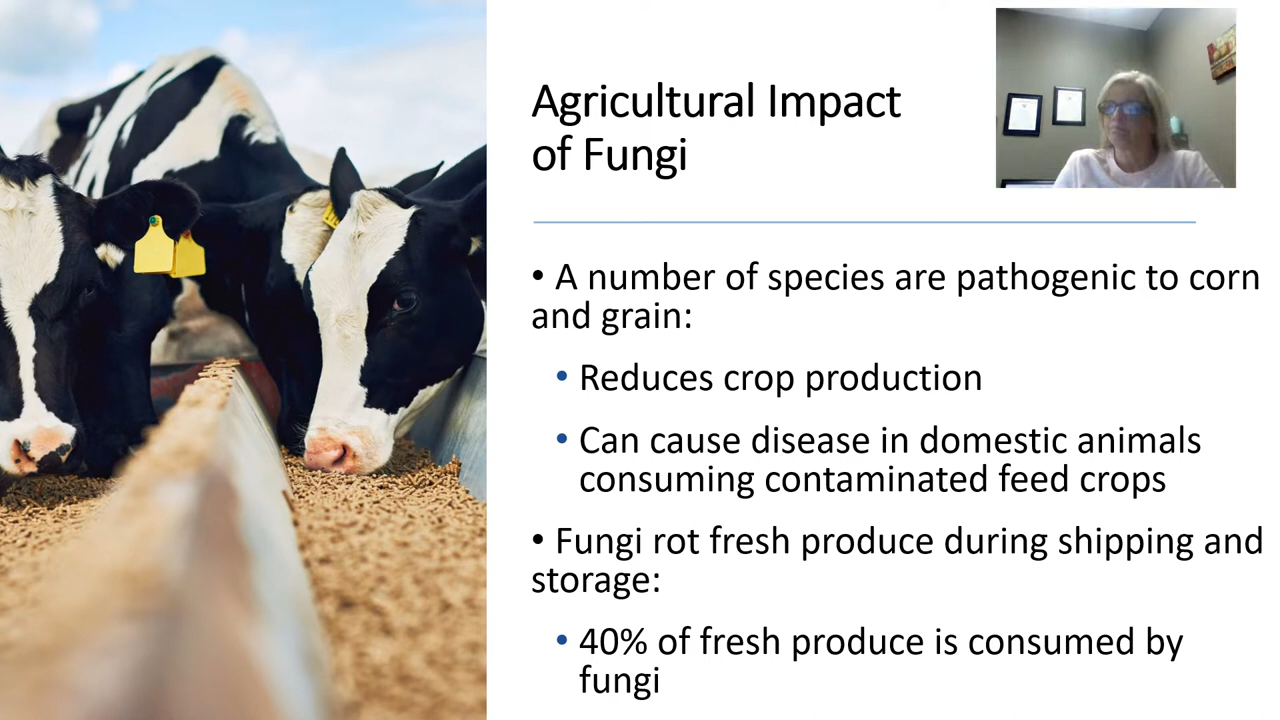 Agricultural Impact
of Fungi
• A number of species are pathogenic to corn
and grain:
• Reduces crop production
• Can cause disease in domestic animals
consuming contaminated feed crops
• Fungi rot fresh produce during shipping and
storage:
• 40% of fresh produce is consumed by
fungi